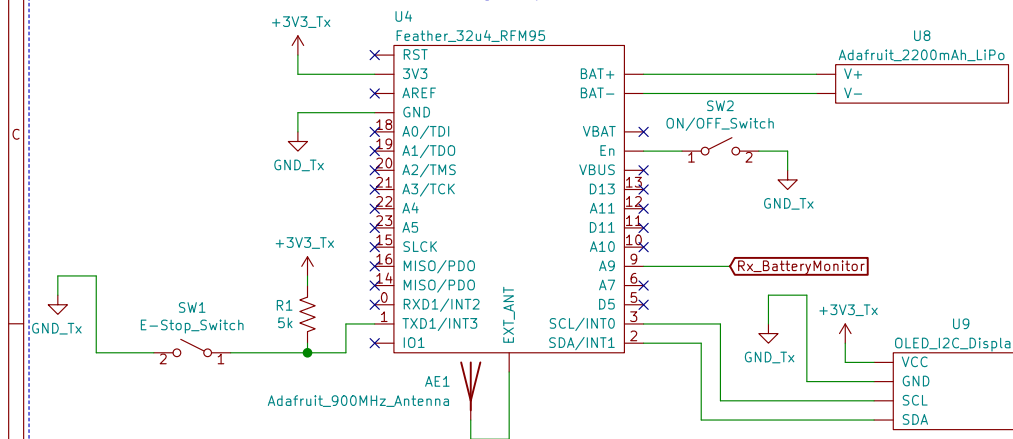 C
+3V3_Tx
U4
Feather_32u4_RFM95
RST
3V3
AREF
GND
18 A0/TDI
19 A1/TDO
20 A2/TMS
21 A3/TCK
22 A4
23 A5
15 SLCK
16 MISO/PDO
14 MISO/PDO
0 RXD1/INT2
1 TXD1/INT3
IO1
BAT+
BAT-
VBAT
En
VBUS
D13 13
A11 12
D11 11
A10 10
A9 9
A7 6
D5 5
SCL/INT0 3
SDA/INT1 2
EXT_ANT
GND_Tx
+3V3_Tx
R1
5k
GND_Tx
SW1
E-Stop_Switch
2 1
AE1
Adafruit_900MHz_Antenna
U8
Adafruit_2200mAh_LiPo
V+
V-
SW2
ON/OFF_Switch
1 2
GND_Tx
Rx_BatteryMonitor
+3V3_Tx
GND_Tx
U9
OLED_I2C_Displa
VCC
GND
SCL
SDA